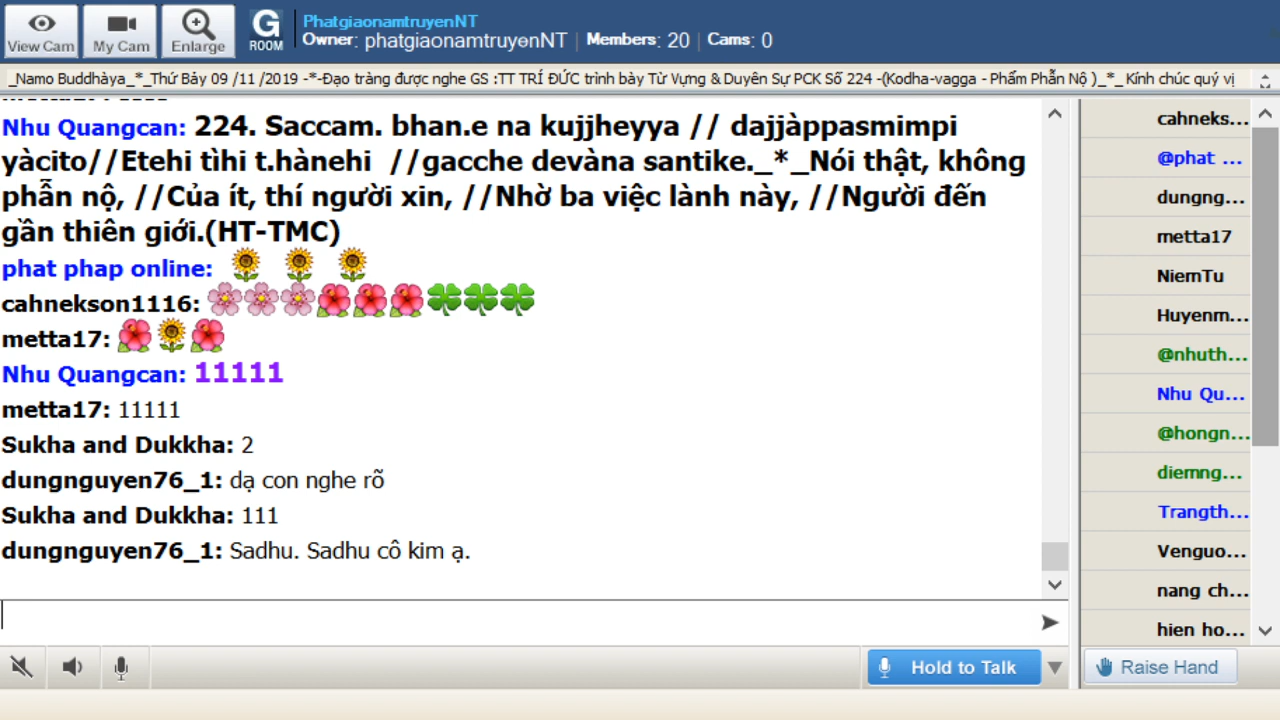 View Cam
My Cam
Enlarge
G ROOM
PhatgiaonamtruyenNT
Owner: phatgiaonamtruyenNT | Members: 20 | Cams: 0
_Namo Buddhàya_*_Thứ Bảy 09 /11 /2019 -*-Đạo tràng được nghe GS :TT TRÍ ĐỨC trình bày Từ Vựng & Duyên Sự PCK Số 224 -(Kodha-vagga - Phẩm Phẫn Nộ )_*_ Kính chúc quý vị
Nhu Quangcan: 224. Saccam. bhan.e na kujjheyya // dajjàppasmimpi
yàcito//Etehi tìhi t.hànehi //gacche devàna santike._*_Nói thật, không
phẫn nộ, //Của ít, thí người xin, //Nhờ ba việc lành này, //Người đến
gần thiên giới.(HT-TMC)
phat phap online: 🌻 🌻 🌻
cahnekson1116: 🌸🌸🌸🌺🌺🌺🍀🍀🍀
metta17: 🌺🌻🌺
Nhu Quangcan: 11111
metta17: 11111
Sukha and Dukkha: 2
dungnguyen76_1: dạ con nghe rõ
Sukha and Dukkha: 111
dungnguyen76_1: Sadhu. Sadhu cô kim ạ.
Hold to Talk
cahneks...
@phat ...
dungng...
metta17
NiemTu
Huyenm...
@nhuth...
Nhu Qu...
@hongn...
diemng...
Trangth...
Venguo...
nang ch...
hien ho...
Raise Hand